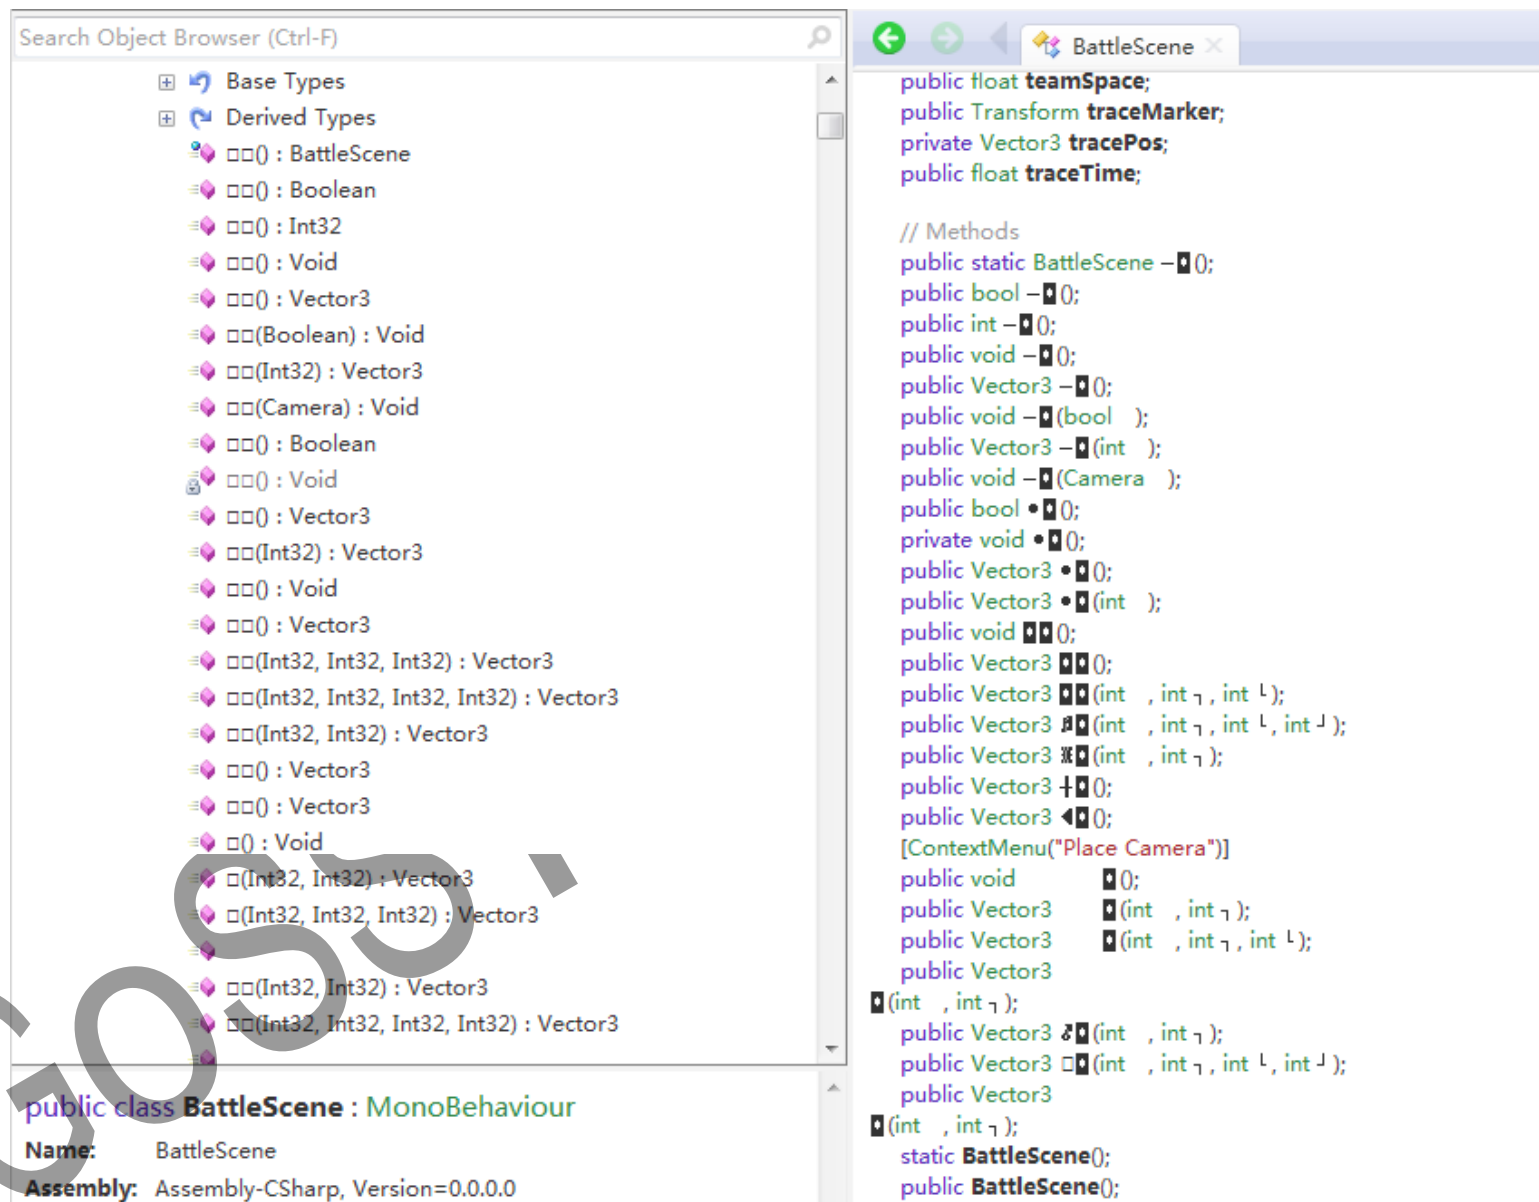 Search Object Browser (Ctrl-F)
Base Types
Derived Types
□□() : BattleScene
□□() : Boolean
□□() : Int32
□□() : Void
□□() : Vector3
□□(Boolean) : Void
□□(Int32) : Vector3
□□(Camera) : Void
□□() : Boolean
□□() : Void
□□() : Vector3
□□(Int32) : Vector3
□□() : Void
□□() : Vector3
□□(Int32, Int32, Int32) : Vector3
□□(Int32, Int32, Int32, Int32) : Vector3
□□(Int32, Int32) : Vector3
□□() : Vector3
□□() : Vector3
□() : Void
□(Int32, Int32) : Vector3
□(Int32, Int32, Int32) : Vector3
□□(Int32, Int32) : Vector3
□□(Int32, Int32, Int32, Int32) : Vector3
public class BattleScene : MonoBehaviour
Name: BattleScene
Assembly: Assembly-CSharp, Version=0.0.0.0
BattleScene
public float teamSpace;
public Transform traceMarker;
private Vector3 tracePos;
public float traceTime;
// Methods
public static BattleScene –◘();
public bool –◘();
public int –◘();
public void –◘();
public Vector3 –◘();
public void –◘(bool );
public Vector3 –◘(int );
public void –◘(Camera );
public bool •◘();
private void •◘();
public Vector3 •◘();
public Vector3 •◘(int );
public void ◘◘();
public Vector3 ◘◘();
public Vector3 ◘◘(int , int ┐, int └);
public Vector3 ♬◘(int , int ┐, int └, int ┘);
public Vector3 ◘(int , int ┐);
public Vector3 ┼◘();
public Vector3 ◀◘();
[ContextMenu("Place Camera")]
public void ◘();
public Vector3 ◘(int , int ┐);
public Vector3 ◘(int , int ┐, int └);
public Vector3
◘(int , int ┐);
public Vector3 ◘(int , int ┐);
public Vector3 □◘(int , int ┐, int └, int ┘);
public Vector3
◘(int , int ┐);
static BattleScene();
public BattleScene();